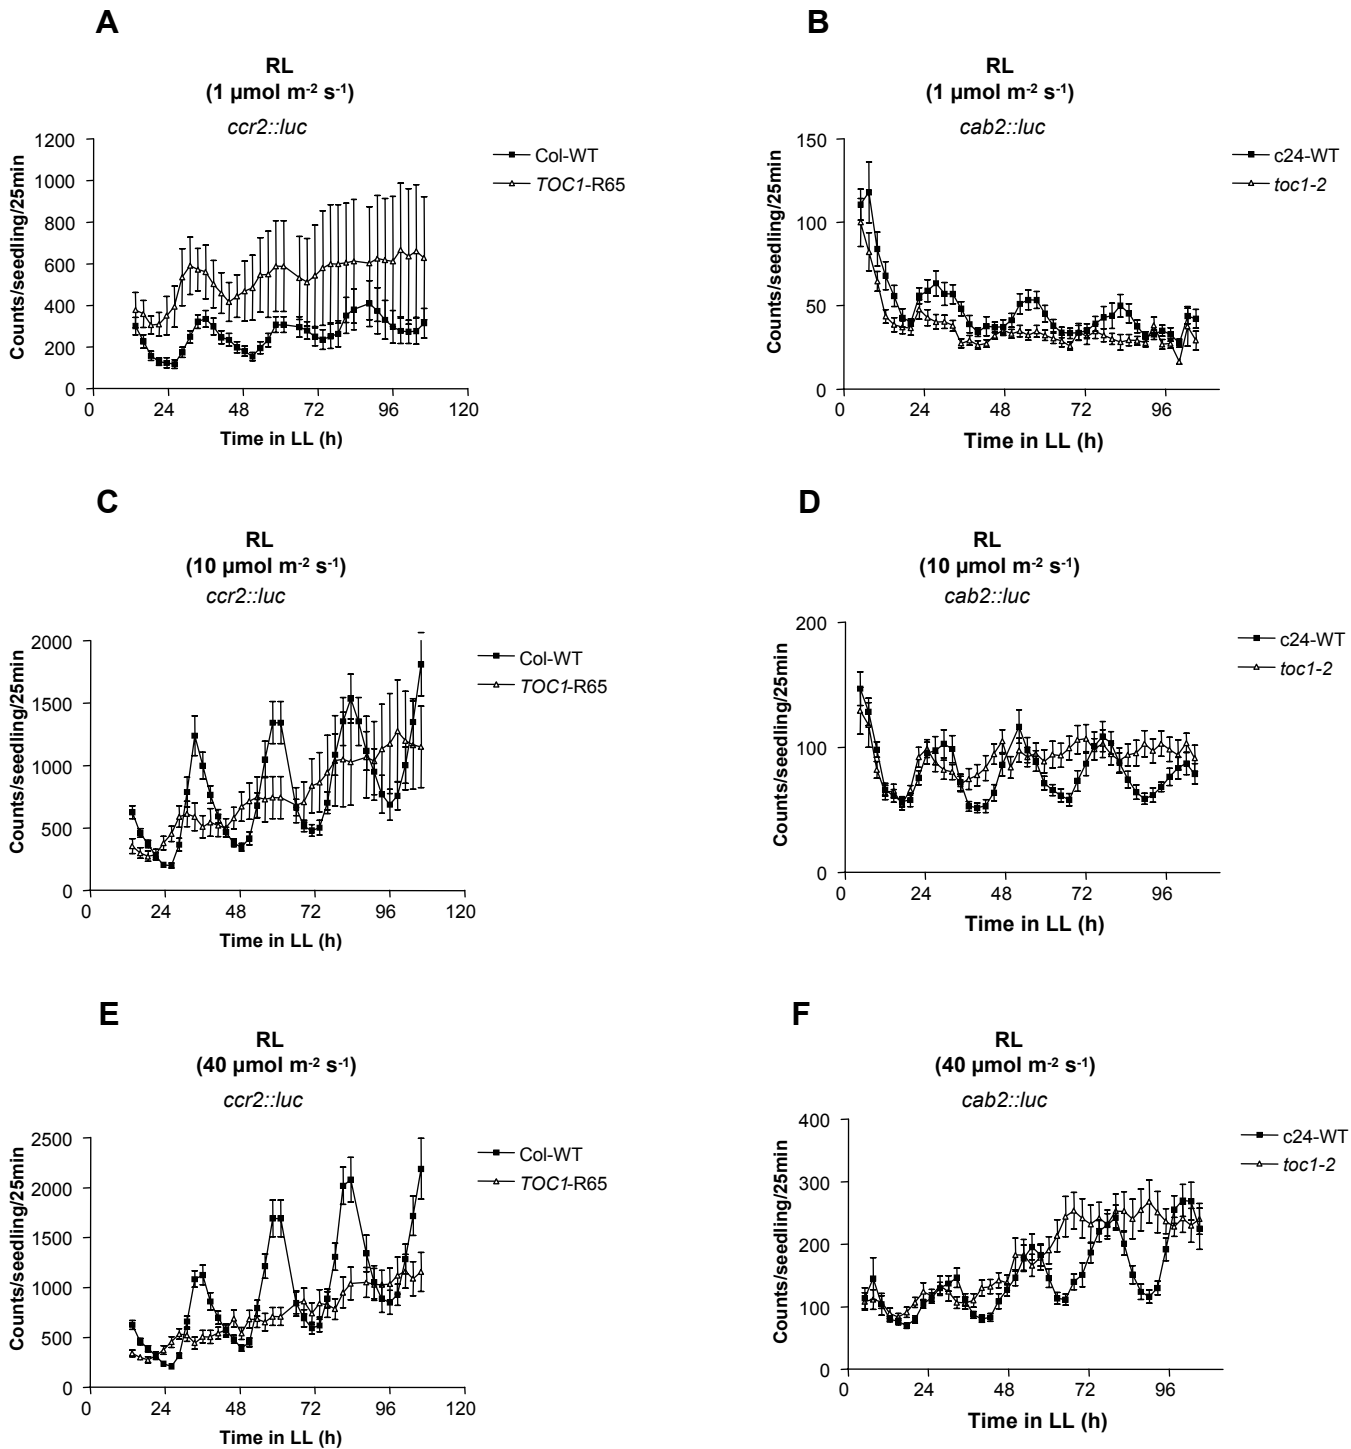 A
RL
(1 µmol m-2 s-1)
ccr2::luc
Counts/seedling/25min
1200
1000
800
600
400
200
0
0 24 48 72 96 120
Time in LL (h)
Col-WT
TOC1-R65
B
RL
(1 µmol m-2 s-1)
cab2::luc
Counts/seedling/25min
150
100
50
0
0 24 48 72 96
Time in LL (h)
c24-WT
toc1-2
C
RL
(10 µmol m-2 s-1)
ccr2::luc
Counts/seedling/25min
2000
1500
1000
500
0
0 24 48 72 96 120
Time in LL (h)
Col-WT
TOC1-R65
D
RL
(10 µmol m-2 s-1)
cab2::luc
Counts/seedling/25min
200
100
0
0 24 48 72 96
Time in LL (h)
c24-WT
toc1-2
E
RL
(40 µmol m-2 s-1)
ccr2::luc
Counts/seedling/25min
2500
2000
1500
1000
500
0
0 24 48 72 96 120
Time in LL (h)
Col-WT
TOC1-R65
F
RL
(40 µmol m-2 s-1)
cab2::luc
Counts/seedling/25min
400
300
200
100
0
0 24 48 72 96
Time in LL (h)
c24-WT
toc1-2